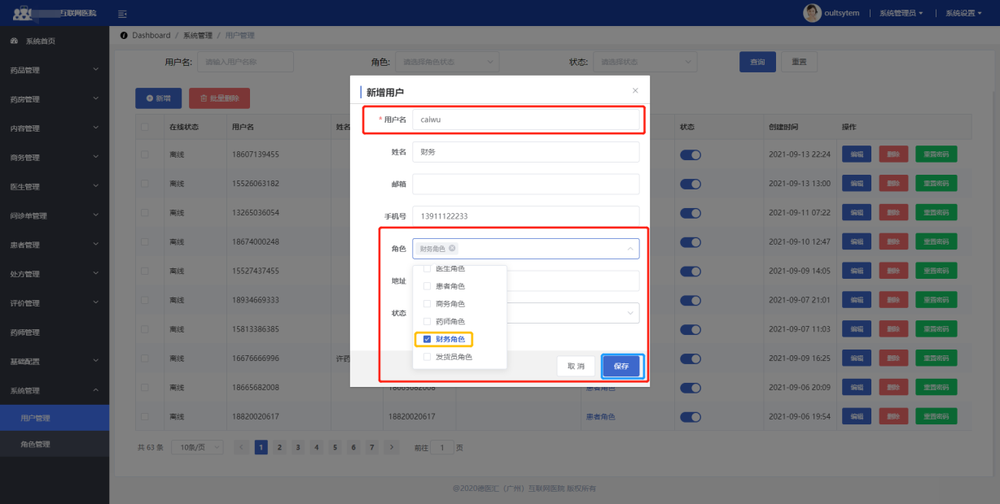 互联网医院
oultsytem | 系统管理员 | 系统设置
系统首页
药品管理
药房管理
内容管理
商务管理
医生管理
问诊单管理
患者管理
处方管理
评价管理
药师管理
基础配置
系统管理
用户管理
角色管理
Dashboard / 系统管理 / 用户管理
用户名: 请输入用户名称 角色: 请选择角色状态 状态: 请选择状态 查询 重置
新增 批量删除
在线状态 用户名 姓名 状态 创建时间 操作
离线 18607139455 2021-09-13 22:24 编辑 删除 重置密码
离线 15526063182 2021-09-13 13:00 编辑 删除 重置密码
离线 13265036054 2021-09-11 07:22 编辑 删除 重置密码
离线 18674000248 2021-09-10 12:47 编辑 删除 重置密码
离线 15527437455 2021-09-09 14:05 编辑 删除 重置密码
离线 18934669333 2021-09-07 21:01 编辑 删除 重置密码
离线 15813386385 2021-09-07 11:03 编辑 删除 重置密码
离线 16676666996 许药 2021-09-09 16:25 编辑 删除 重置密码
离线 18665682008 18665682008 患者角色 2021-09-06 20:09 编辑 删除 重置密码
离线 18820020617 18820020617 患者角色 2021-09-06 19:54 编辑 删除 重置密码
共 63 条 10条/页 1 2 3 4 5 6 7 前往 1 页
@2020德医汇（广州）互联网医院 版权所有
新增用户
* 用户名 caiwu
姓名 财务
邮箱
手机号 13911122233
角色 财务角色
地址
状态
医生角色
患者角色
商务角色
药师角色
财务角色
发货员角色
取 消 保存